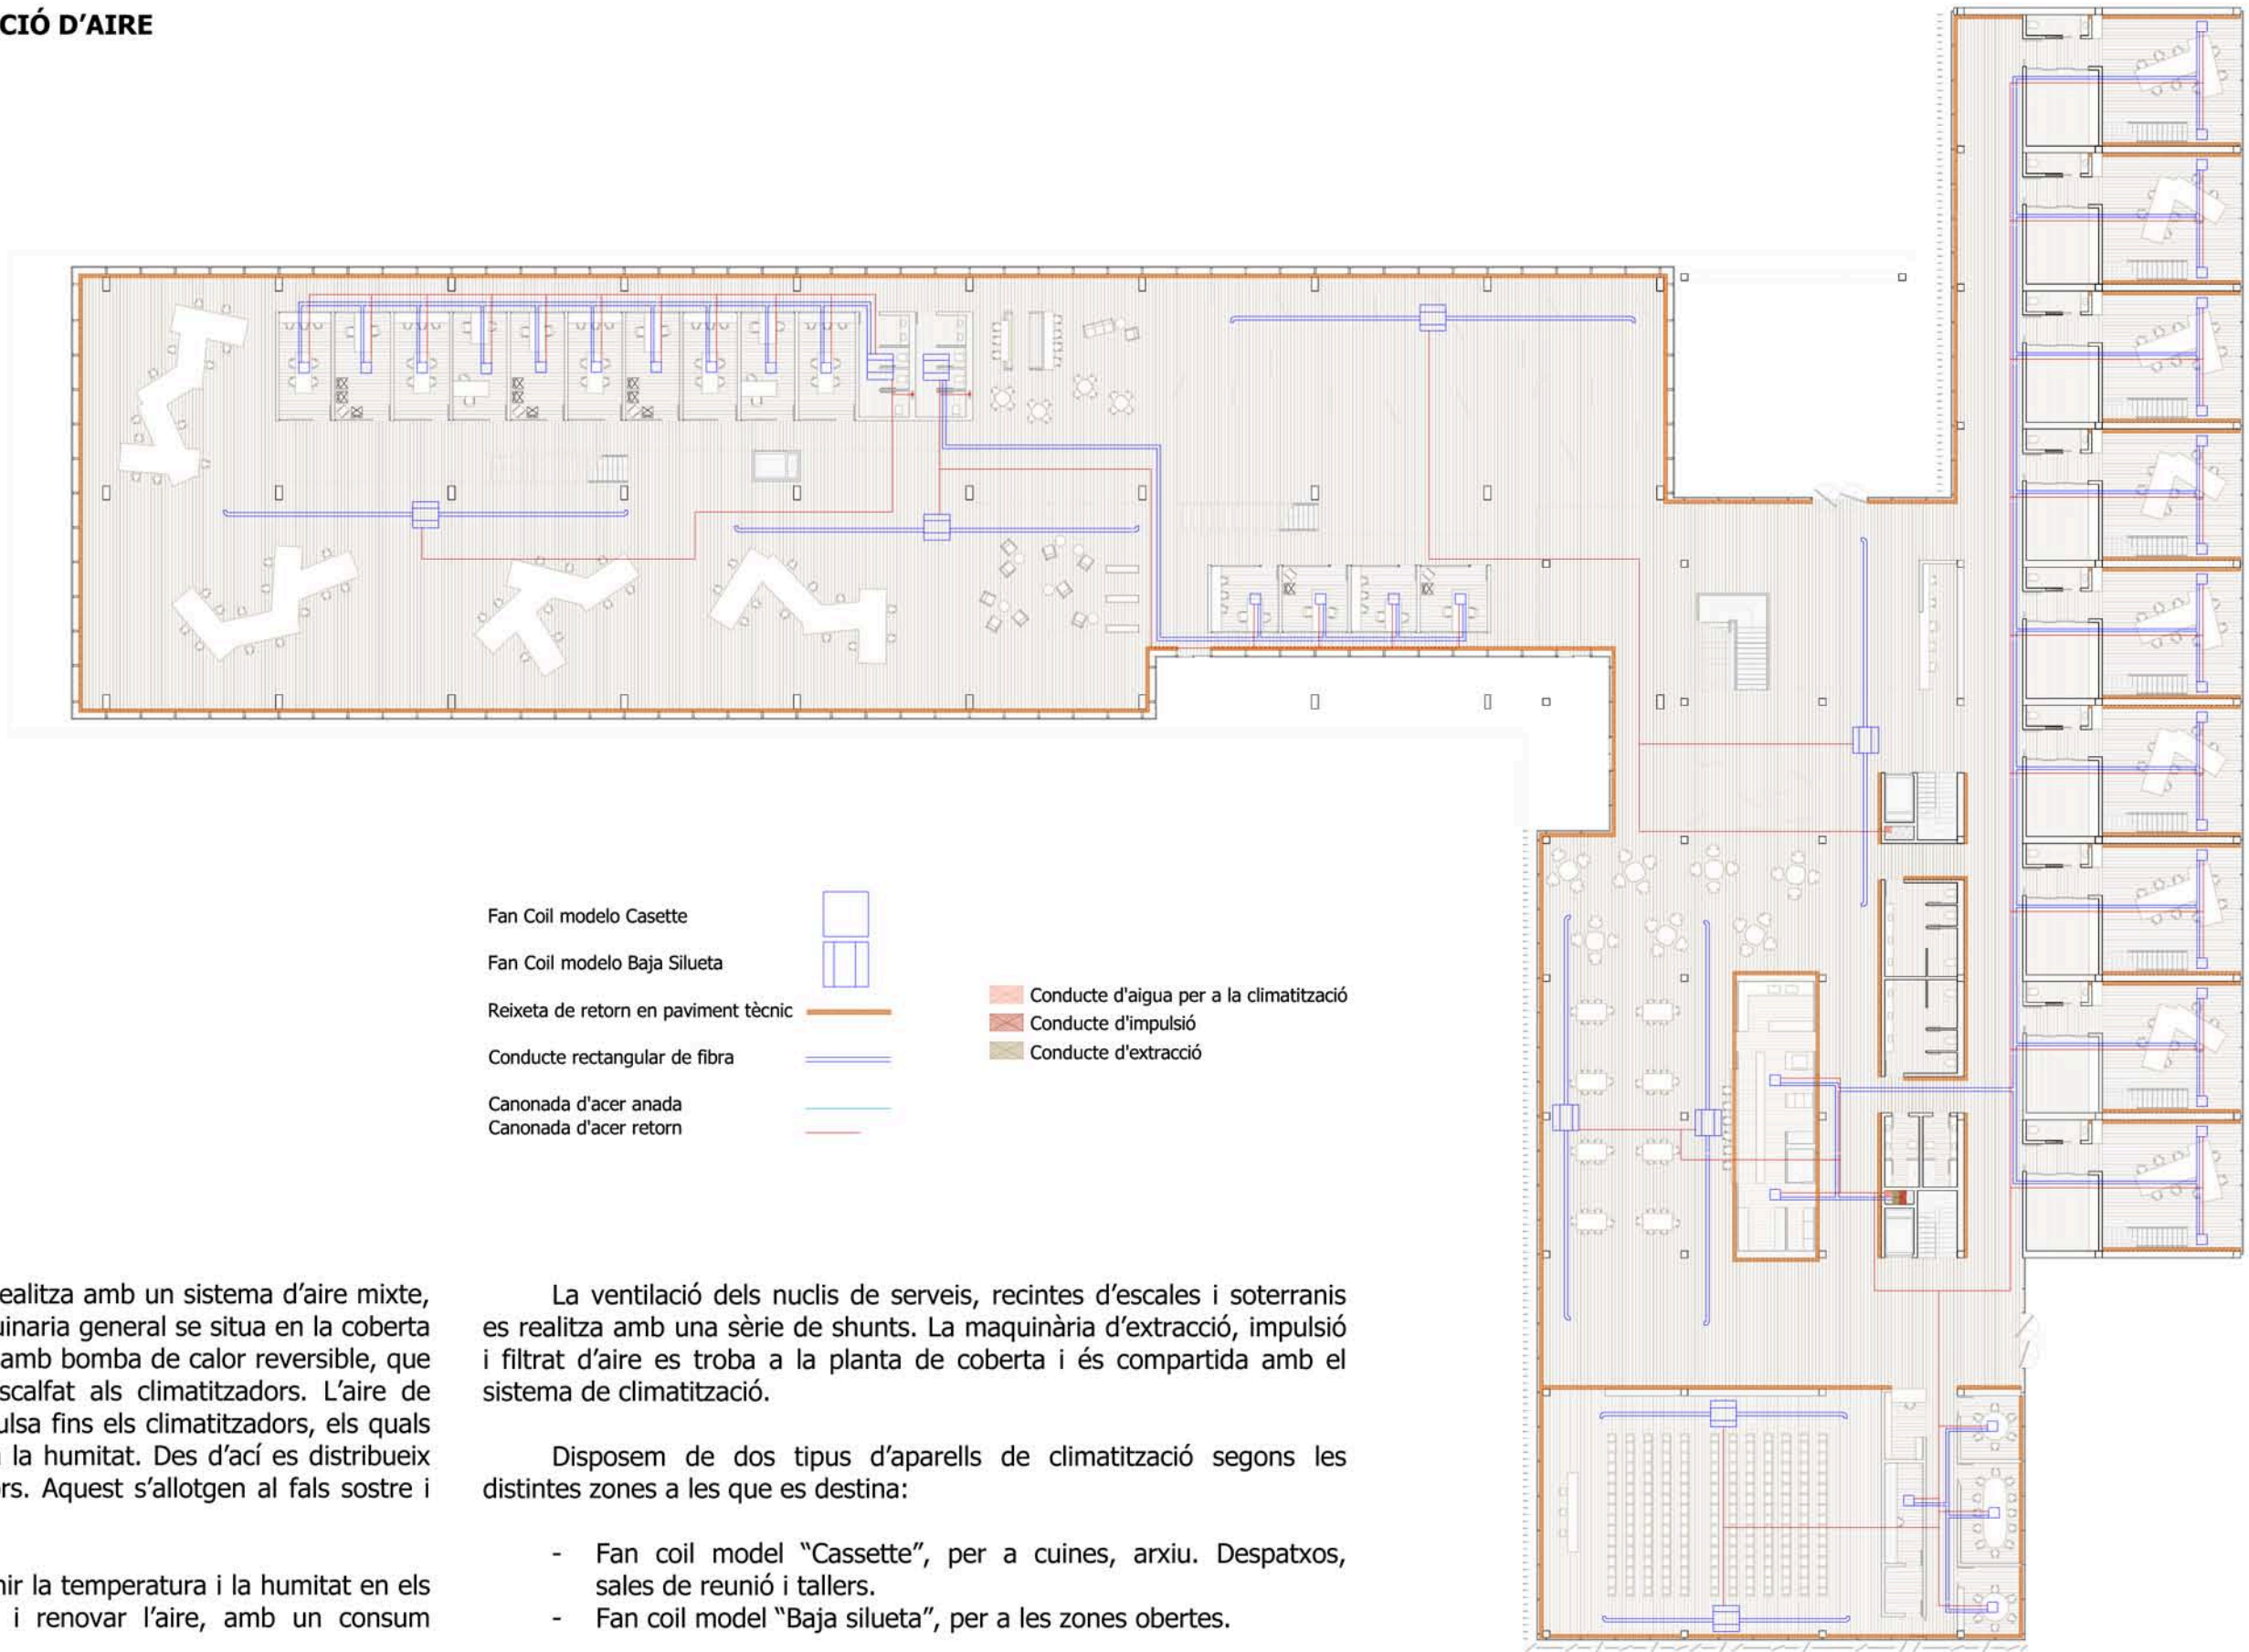 CIÓ D'AIRE
Fan Coil modelo Casette
Fan Coil modelo Baja Silueta
Reixeta de retorn en paviment tècnic
Conducte rectangular de fibra
Canonada d'acer anada
Canonada d'acer retorn
Conducte d'aigua per a la climatització
Conducte d'impulsió
Conducte d'extracció
ealitza amb un sistema d'aire mixte,
uinaria general se situa en la coberta
amb bomba de calor reversible, que
scalfat als climatitzadors. L'aire de
ulsa fins els climatitzadors, els quals
la humitat. Des d'ací es distribueix
rs. Aquest s'allotgen al fals sostre i
ir la temperatura i la humitat en els
i renovar l'aire, amb un consum
La ventilació dels nuclis de serveis, recintes d'escales i soterranis
es realitza amb una sèrie de shunts. La maquinària d'extracció, impulsió
i filtrat d'aire es troba a la planta de coberta i és compartida amb el
sistema de climatització.
Disposem de dos tipus d'aparells de climatització segons les
distintes zones a les que es destina:
- Fan coil model "Cassette", per a cuines, arxiu. Despatxos,
sales de reunió i tallers.
- Fan coil model "Baja silueta", per a les zones obertes.